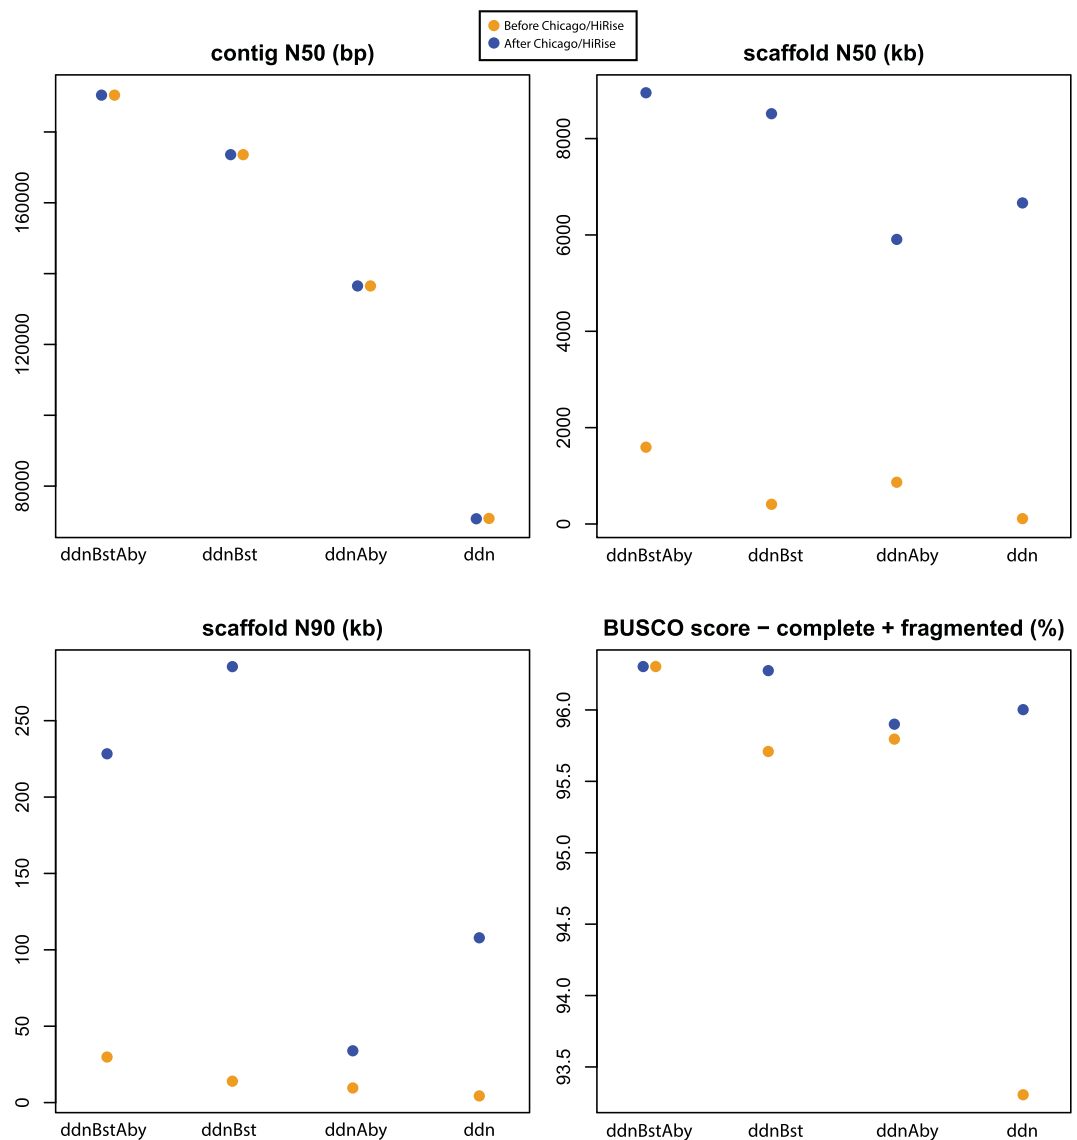 Before Chicago/HiRise
After Chicago/HiRise
contig N50 (bp)
160000
120000
80000
ddnBstAby ddnBst ddnAby ddn
scaffold N50 (kb)
8000
6000
4000
2000
0
ddnBstAby ddnBst ddnAby ddn
scaffold N90 (kb)
250
200
150
100
50
0
ddnBstAby ddnBst ddnAby ddn
BUSCO score − complete + fragmented (%)
96.0
95.5
95.0
94.5
94.0
93.5
ddnBstAby ddnBst ddnAby ddn